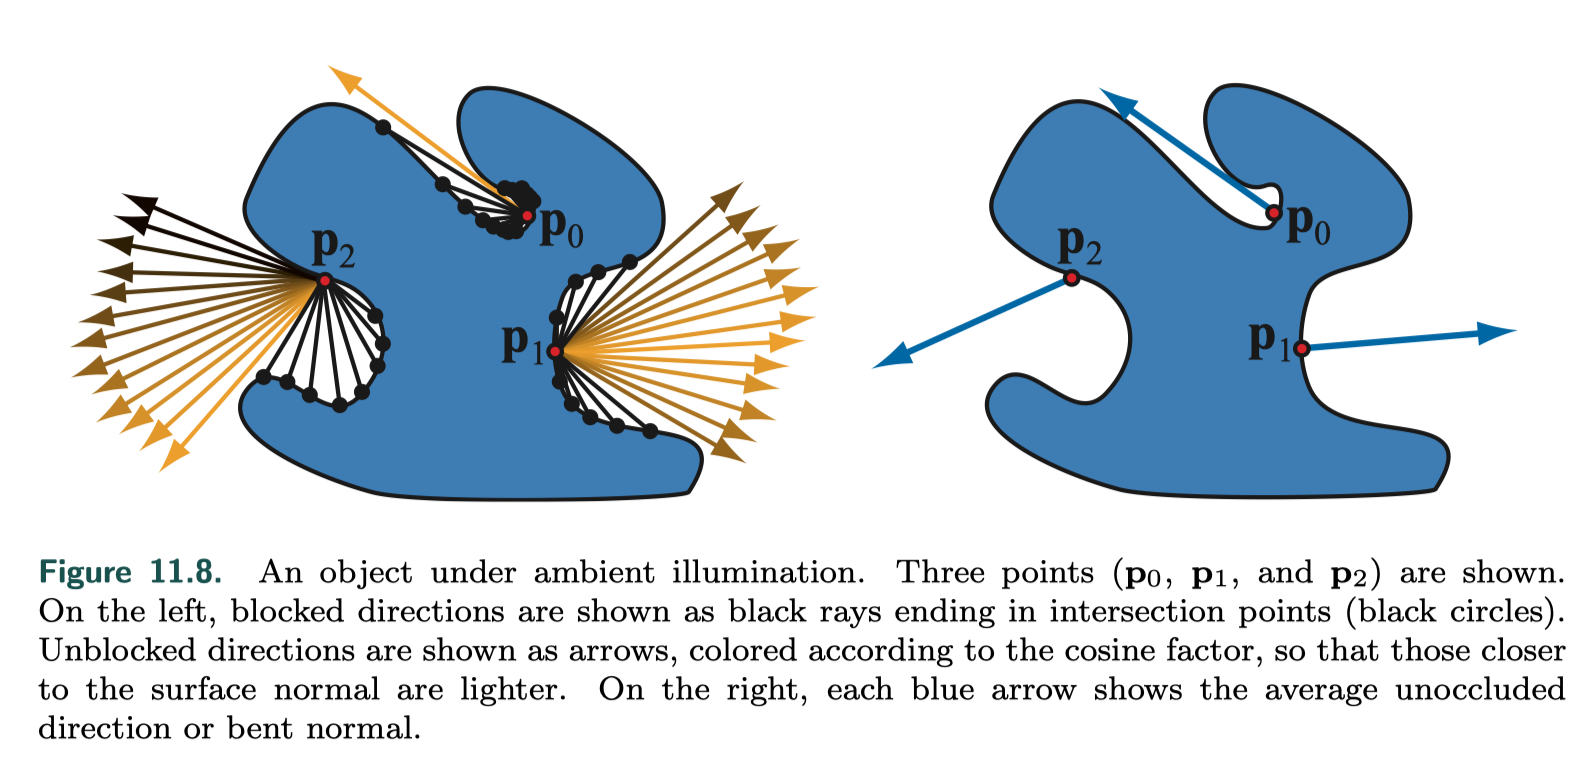 p0
p2
p1
p0
p2
p1
Figure 11.8. An object under ambient illumination. Three points (p0, p1, and p2) are shown.
On the left, blocked directions are shown as black rays ending in intersection points (black circles).
Unblocked directions are shown as arrows, colored according to the cosine factor, so that those closer
to the surface normal are lighter. On the right, each blue arrow shows the average unoccluded
direction or bent normal.